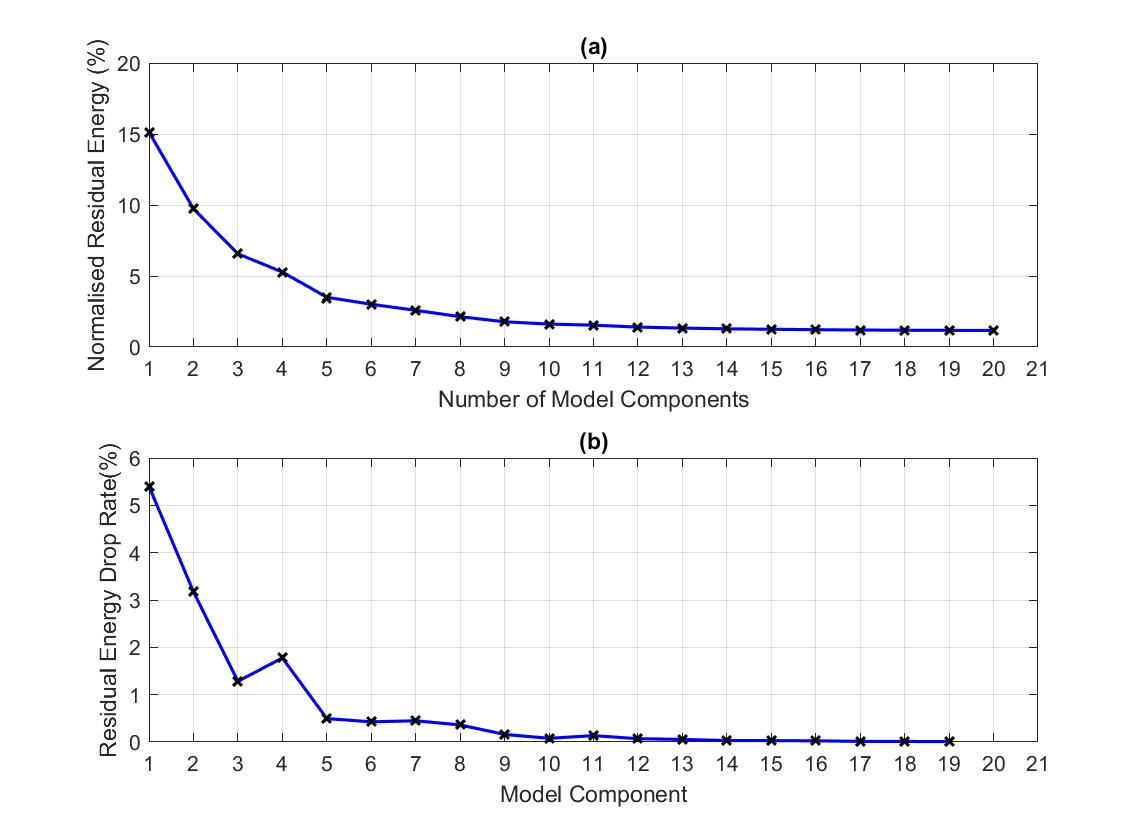 (a)
Normalised Residual Energy (%)
20
15
10
5
0
1 2 3 4 5 6 7 8 9 10 11 12 13 14 15 16 17 18 19 20 21
Number of Model Components
(b)
Residual Energy Drop Rate(%)
6
5
4
3
2
1
0
1 2 3 4 5 6 7 8 9 10 11 12 13 14 15 16 17 18 19 20 21
Model Component